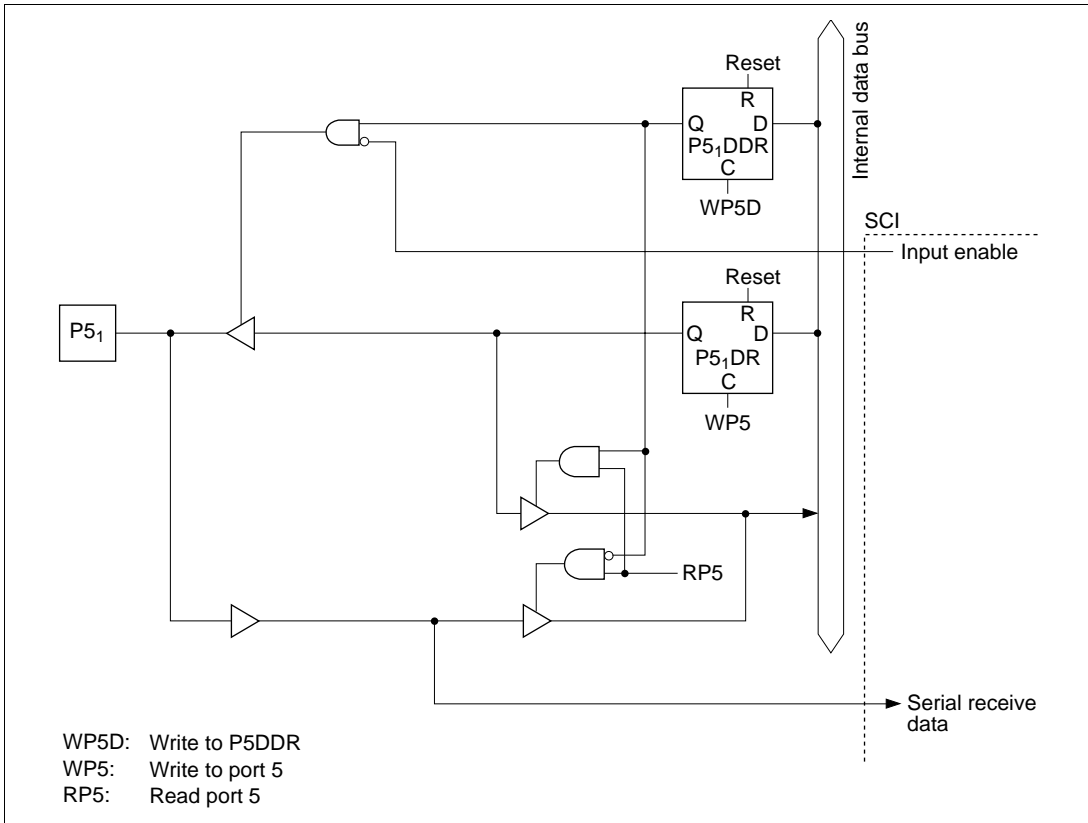 Reset
R
Q D
P5₁DDR
C
WP5D
Internal data bus
SCI
Input enable
Reset
R
P5₁
Q D
P5₁DR
C
WP5
RP5
Serial receive
data
WP5D: Write to P5DDR
WP5: Write to port 5
RP5: Read port 5